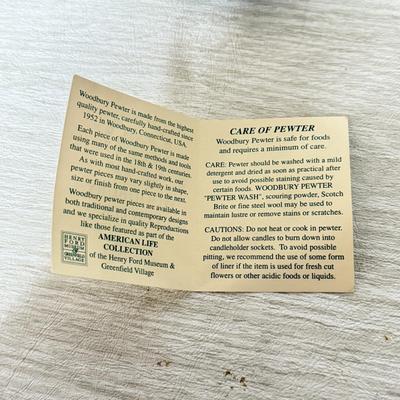 Woodbury Pewter is made from the highest
quality pewter, carefully hand-crafted since
1952 in Woodbury, Connecticut, USA.
Each piece of Woodbury Pewter is made
using many of the same methods and tools
that were used in the 18th & 19th centuries.
As with most hand-crafted work, our
pewter pieces may vary slightly in shape,
size or finish from one piece to the next.
Woodbury pewter pieces are available in
both traditional and contemporary designs
and we specialize in quality Reproductions
like those featured as part of the
AMERICAN LIFE
COLLECTION
of the Henry Ford Museum &
Greenfield Village
HENRY
FORD
GREENFIELD
VILLAGE
CARE OF PEWTER
Woodbury Pewter is safe for foods
and requires a minimum of care.
CARE: Pewter should be washed with a mild
detergent and dried as soon as practical after
use to avoid possible staining caused by
certain foods. WOODBURY PEWTER
"PEWTER WASH", scouring powder, Scotch
Brite or fine steel wool may be used to
maintain lustre or remove stains or scratches.
CAUTIONS: Do not heat or cook in pewter.
Do not allow candles to burn down into
candleholder sockets. To avoid possible
pitting, we recommend the use of some form
of liner if the item is used for fresh cut
flowers or other acidic foods or liquids.